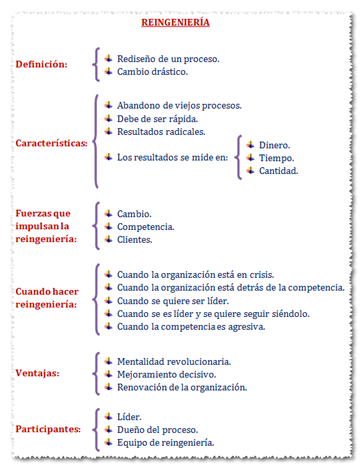 REINGENIERÍA
Definición:
Rediseño de un proceso.
Cambio drástico.
Características:
Abandono de viejos procesos.
Debe de ser rápida.
Resultados radicales.
Los resultados se mide en:
Dinero.
Tiempo.
Cantidad.
Fuerzas que
impulsan la
reingeniería:
Cambio.
Competencia.
Clientes.
Cuando hacer
reingeniería:
Cuando la organización está en crisis.
Cuando la organización está detrás de la competencia.
Cuando se quiere ser líder.
Cuando se es líder y se quiere seguir siéndolo.
Cuando la competencia es agresiva.
Ventajas:
Mentalidad revolucionaria.
Mejoramiento decisivo.
Renovación de la organización.
Participantes:
Líder.
Dueño del proceso.
Equipo de reingeniería.